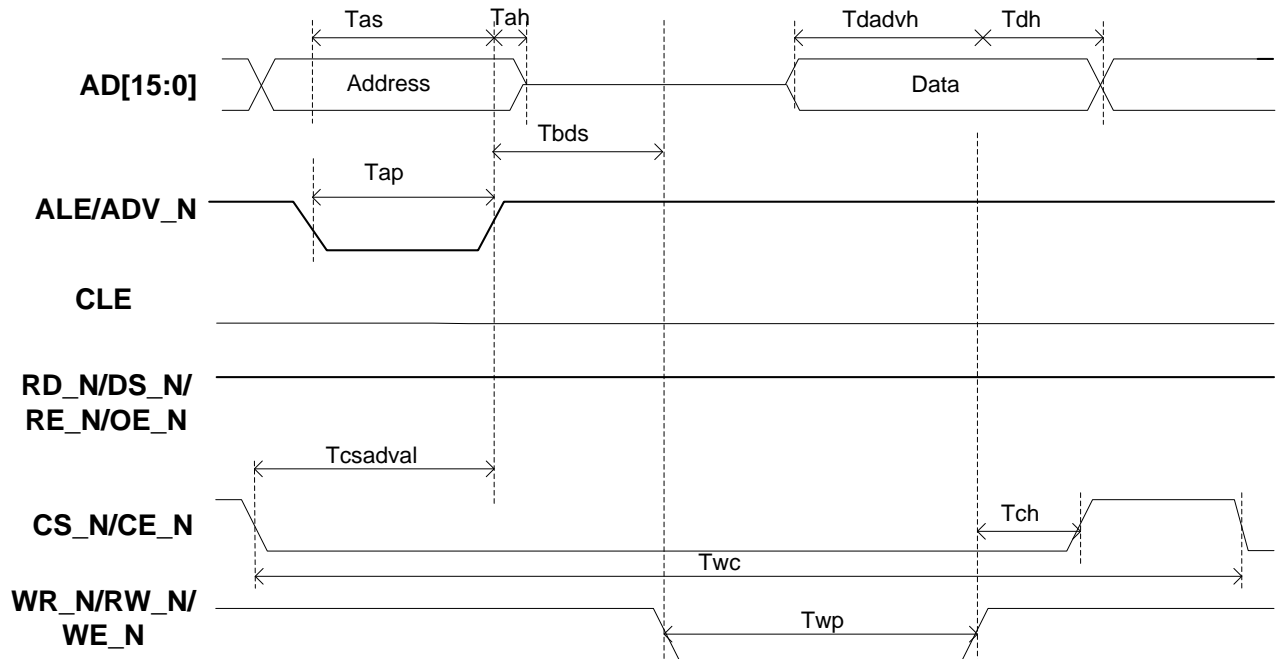 Tas Tah Tdadvh Tdh
AD[15:0] Address Data
Tbds
Tap
ALE/ADV_N
CLE
RD_N/DS_N/
RE_N/OE_N
Tcsadval
CS_N/CE_N Tch
Twc
WR_N/RW_N/
WE_N Twp